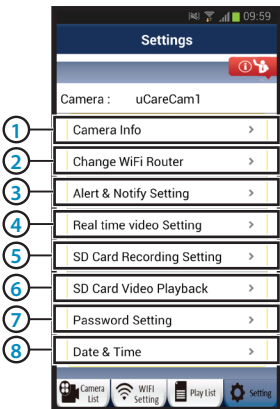 09:59
Settings
Camera : uCareCam1
1 Camera Info >
2 Change WiFi Router >
3 Alert & Notify Setting >
4 Real time video Setting >
5 SD Card Recording Setting >
6 SD Card Video Playback >
7 Password Setting >
8 Date & Time >
Camera List
WIFI Setting
Play List
Setting